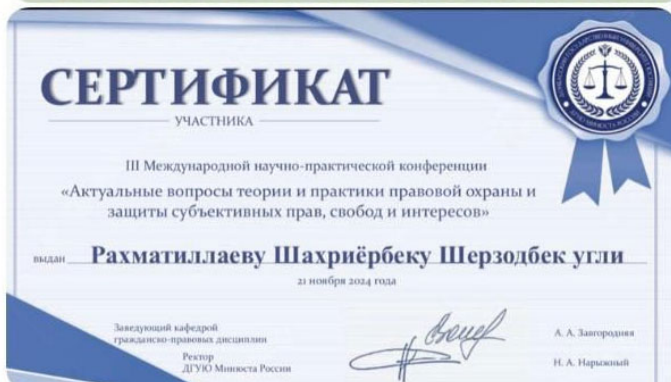 СЕРТИФИКАТ
УЧАСТНИКА
III Международной научно-практической конференции
«Актуальные вопросы теории и практики правовой охраны и
защиты субъективных прав, свобод и интересов»
выдан Рахматиллаеву Шахриёрбеку Шерзодбек угли
21 ноября 2024 года
Заведующий кафедрой
гражданско-правовых дисциплин
А. А. Завгородняя
Ректор
ДГУЮ Минюста России
Н. А. Нарыжный